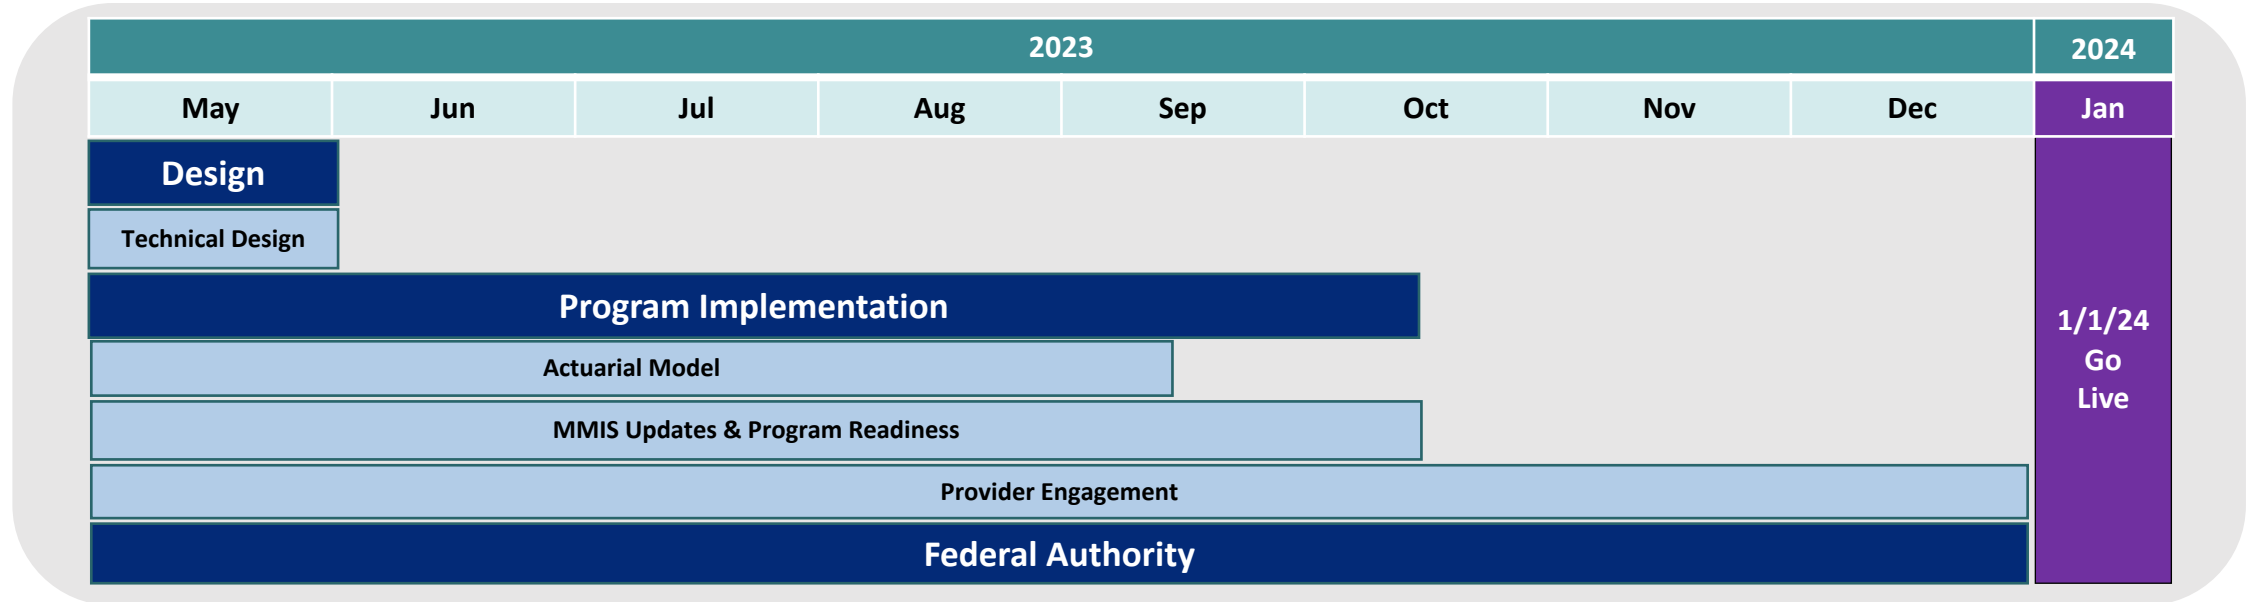 2023 2024
May Jun Jul Aug Sep Oct Nov Dec Jan
Design
Technical Design
Program Implementation
Actuarial Model
MMIS Updates & Program Readiness
Provider Engagement
Federal Authority
1/1/24
Go
Live